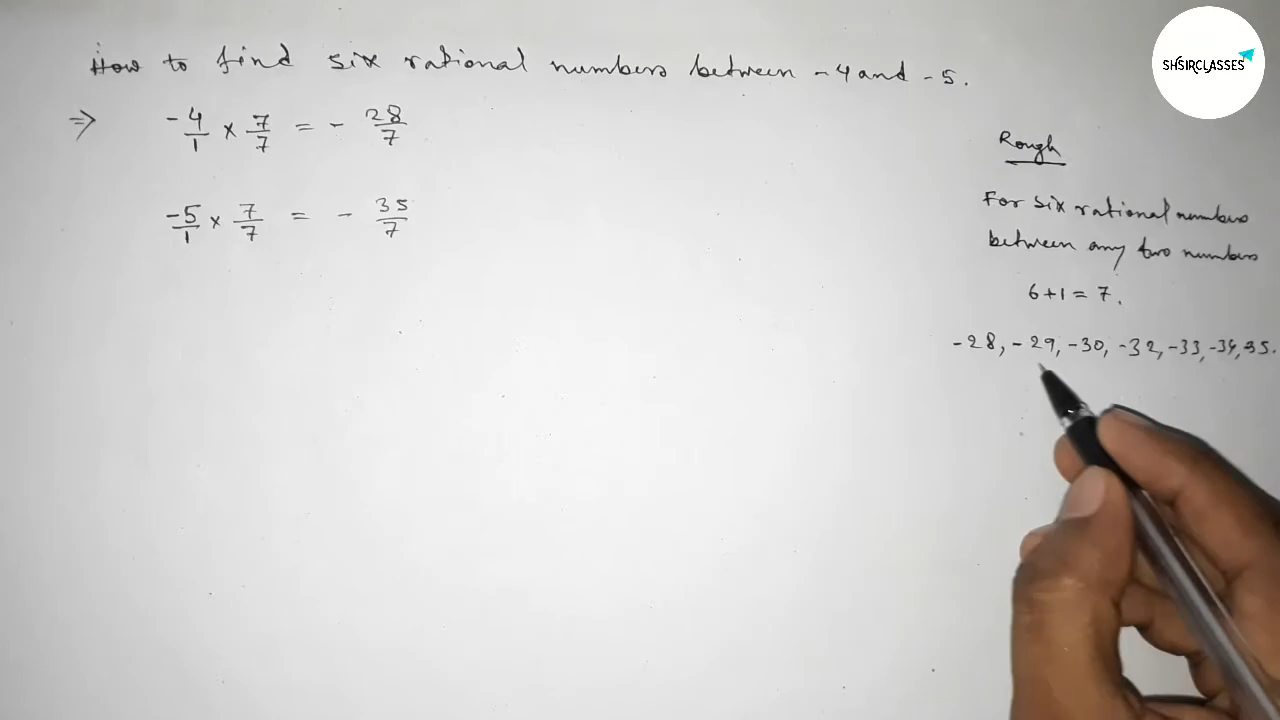 How to find six rational numbers between -4 and -5.
⇒ -4/1 × 7/7 = - 28/7
-5/1 × 7/7 = - 35/7
SHSIRCLASSES
Rough
For six rational numbers
between any two numbers
6+1 = 7.
-28, -29, -30, -32, -33, -34, 35.